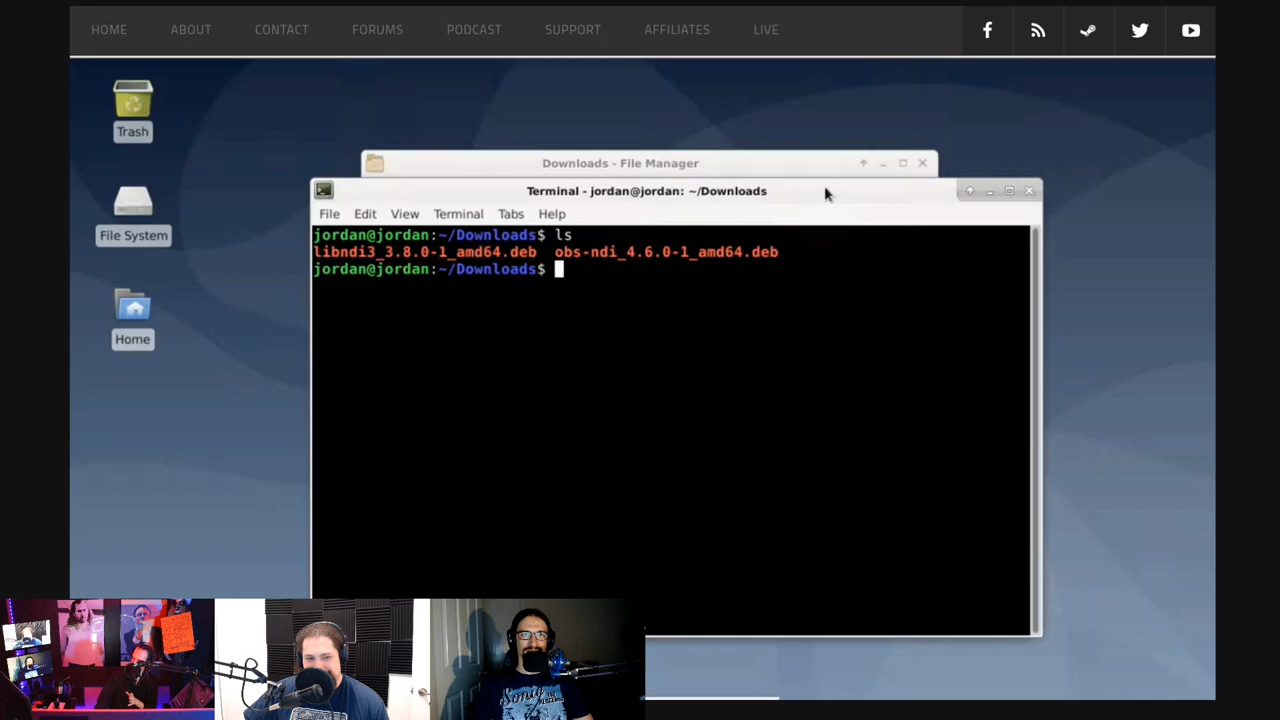 HOME ABOUT CONTACT FORUMS PODCAST SUPPORT AFFILIATES LIVE
Trash
File System
Home
Downloads - File Manager
Terminal - jordan@jordan: ~/Downloads
File Edit View Terminal Tabs Help
jordan@jordan:~/Downloads$ ls
libndi3_3.8.0-1_amd64.deb obs-ndi_4.6.0-1_amd64.deb
jordan@jordan:~/Downloads$
Sonic